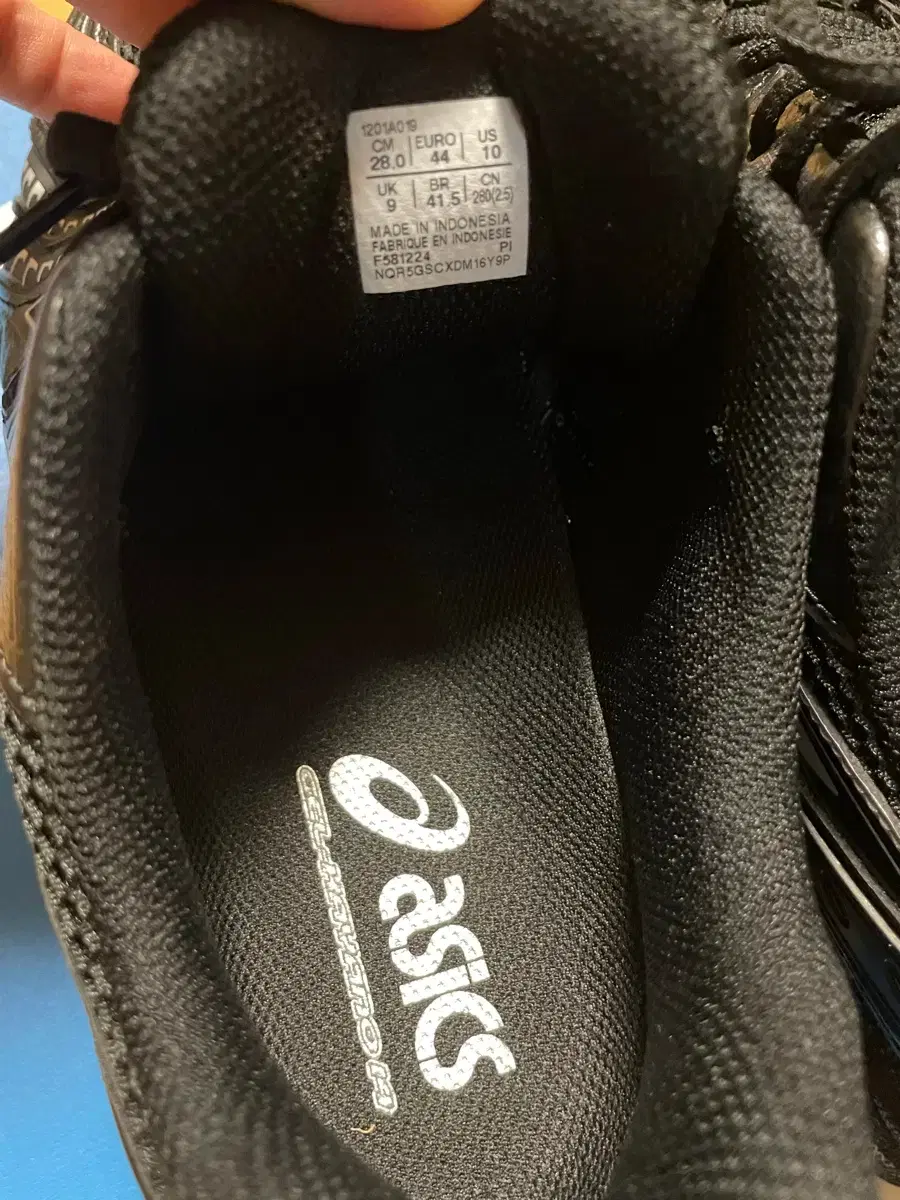 1201A019
CM EURO US
28.0 44 10
UK BR CN
9 41.5 280(2.5)
MADE IN INDONESIA
FABRIQUE EN INDONESIE
F581224 PI
NQR5GSCXDM16Y9P
asics